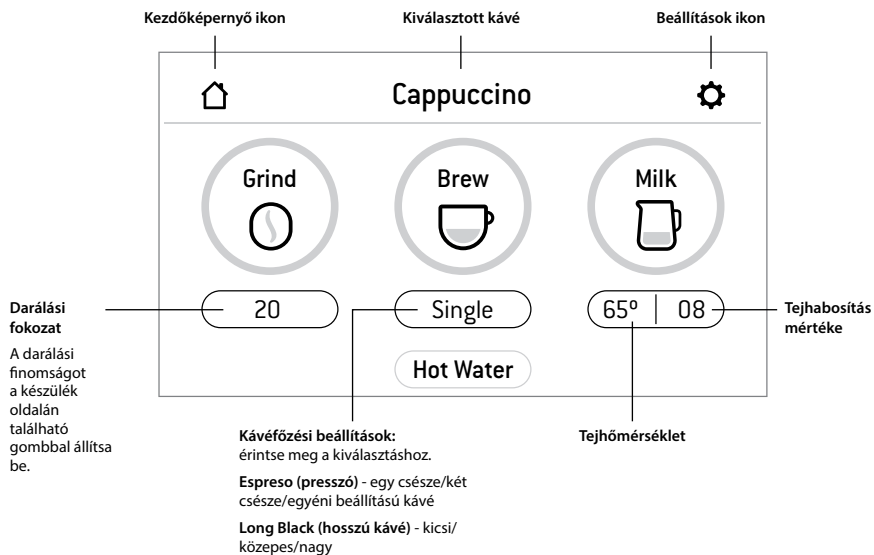 Kezdőképernyő ikon
Kiválasztott kávé
Beállítások ikon
Cappuccino
Grind
Brew
Milk
20
Single
65º | 08
Hot Water
Darálási
fokozat
A darálási
finomságot
a készülék
oldalán
található
gombbal állítsa
be.
Kávéfőzési beállítások:
érintse meg a kiválasztáshoz.
Espreso (presszó) - egy csésze/két
csésze/egyéni beállítású kávé
Long Black (hosszú kávé) - kicsi/
közepes/nagy
Tejhőmérséklet
Tejhabosítás
mértéke